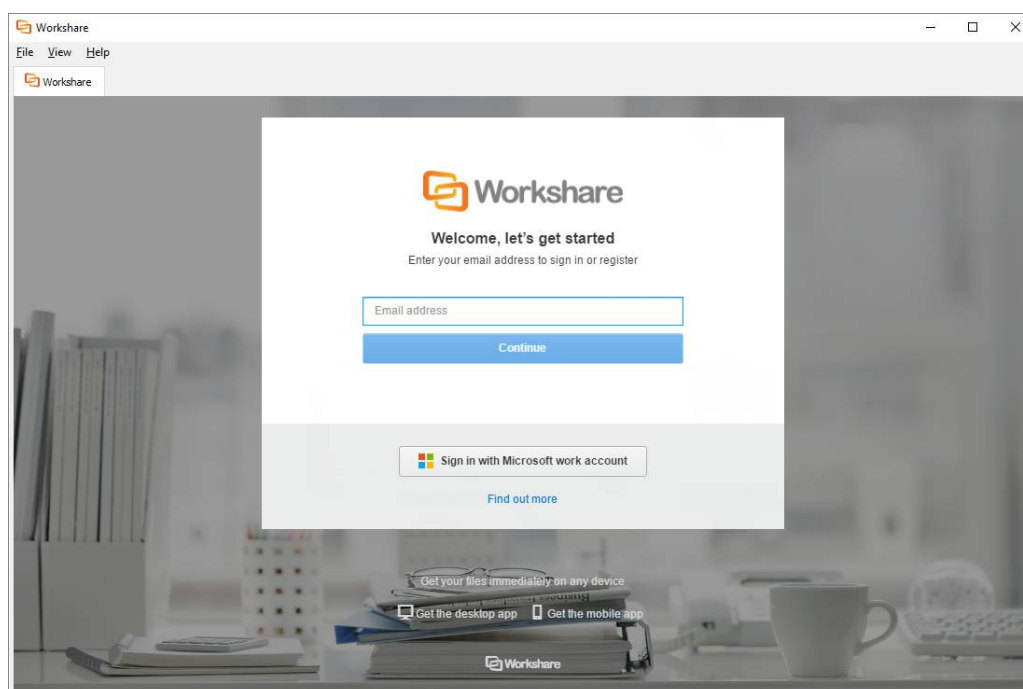 Workshare
File View Help
Workshare
Workshare
Welcome, let's get started
Enter your email address to sign in or register
Email address
Continue
Sign in with Microsoft work account
Find out more
Get your files immediately on any device
Business
Get the desktop app Get the mobile app
Workshare